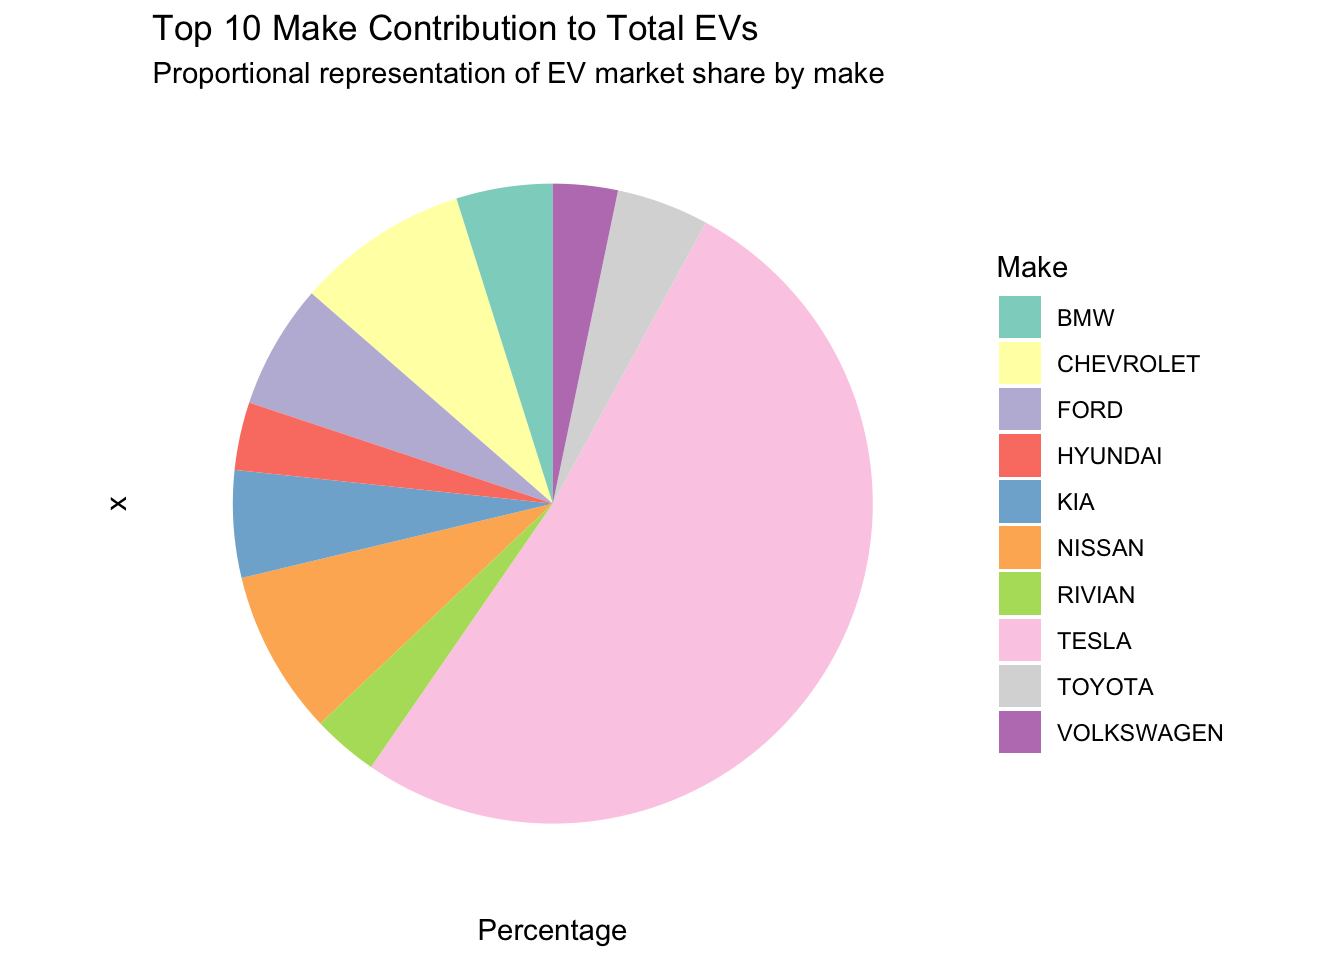 Top 10 Make Contribution to Total EVs
Proportional representation of EV market share by make
Make
BMW
CHEVROLET
FORD
HYUNDAI
KIA
NISSAN
RIVIAN
TESLA
TOYOTA
VOLKSWAGEN
x
Percentage